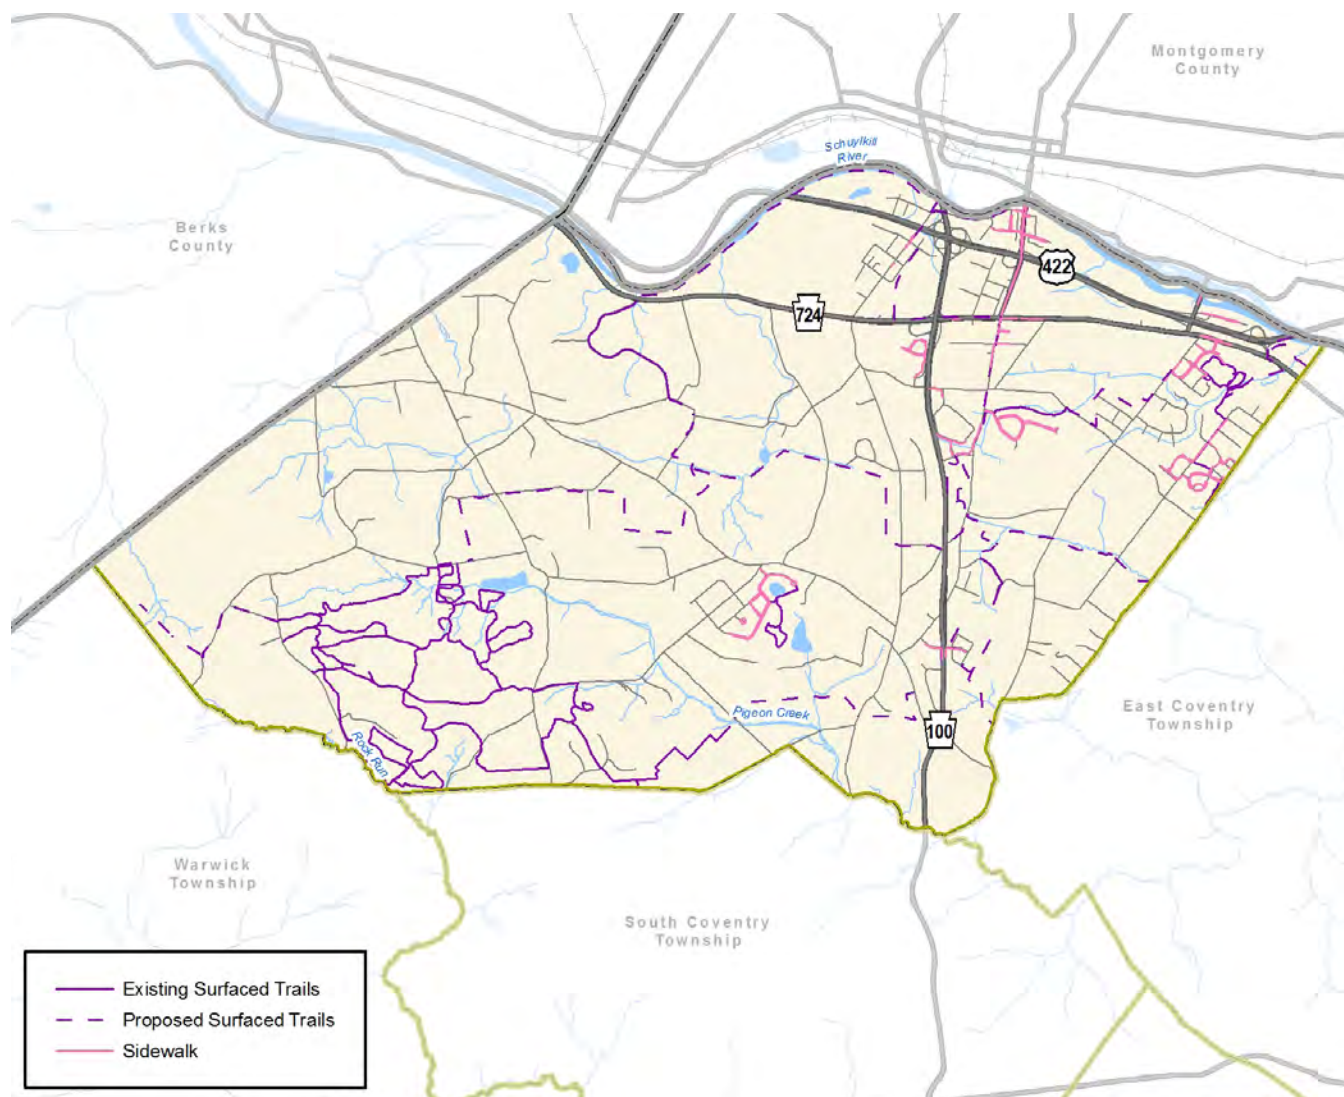 Montgomery
County
Schuylkill
River
Berks
County
422
724
Pigeon Creek
100
East Coventry
Township
Rock Run
Warwick
Township
South Coventry
Township
Existing Surfaced Trails
Proposed Surfaced Trails
Sidewalk